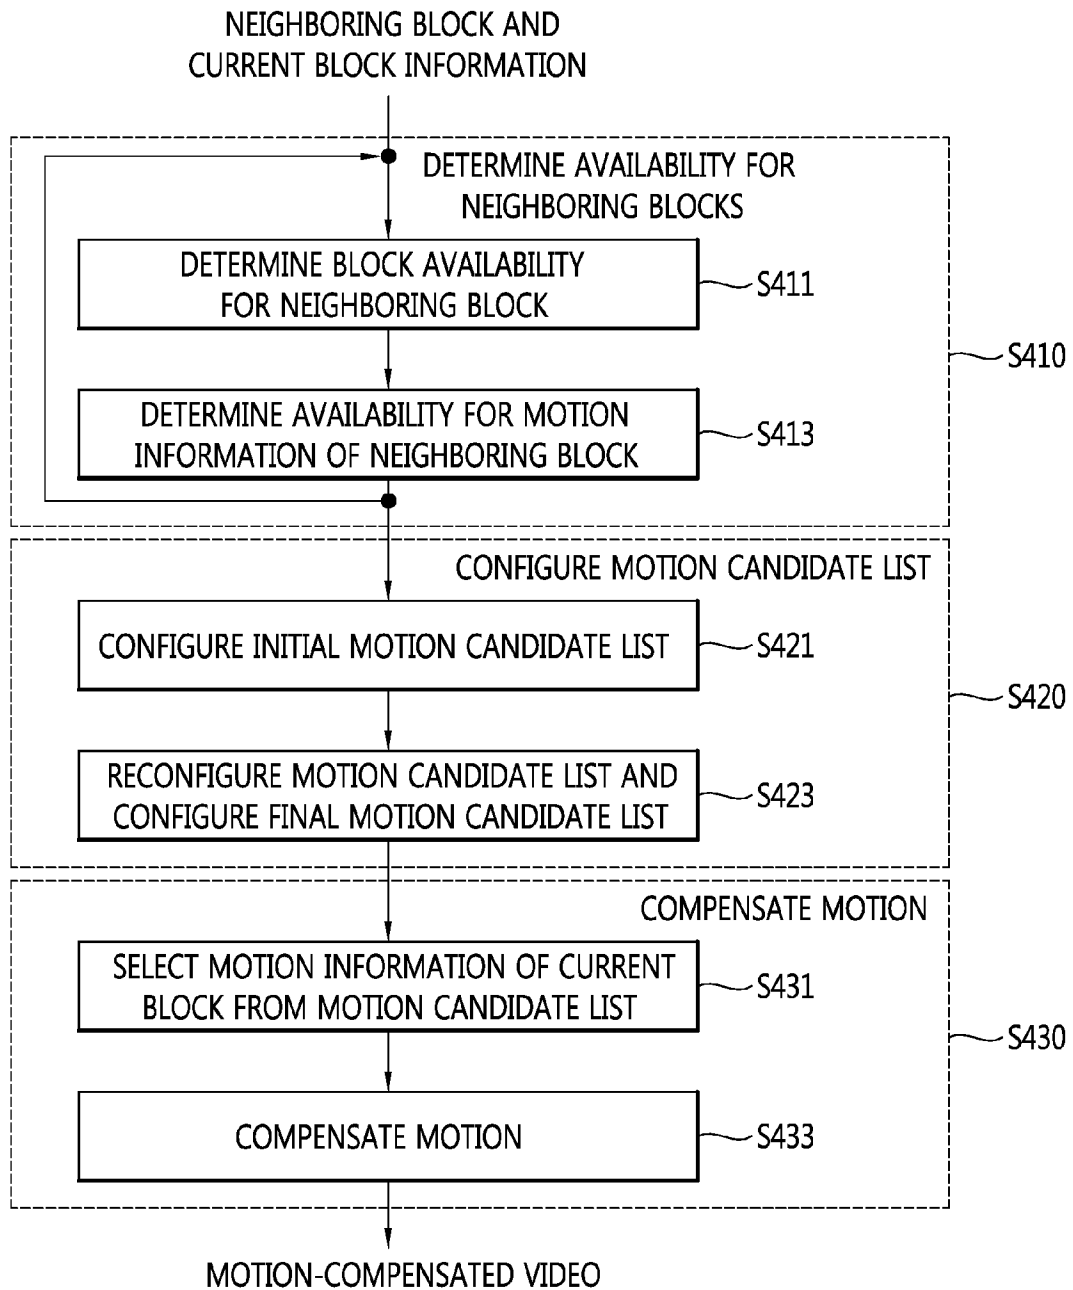 NEIGHBORING BLOCK AND
CURRENT BLOCK INFORMATION
DETERMINE AVAILABILITY FOR
NEIGHBORING BLOCKS
DETERMINE BLOCK AVAILABILITY
FOR NEIGHBORING BLOCK
S411
S410
DETERMINE AVAILABILITY FOR MOTION
INFORMATION OF NEIGHBORING BLOCK
S413
CONFIGURE MOTION CANDIDATE LIST
CONFIGURE INITIAL MOTION CANDIDATE LIST
S421
S420
RECONFIGURE MOTION CANDIDATE LIST AND
CONFIGURE FINAL MOTION CANDIDATE LIST
S423
COMPENSATE MOTION
SELECT MOTION INFORMATION OF CURRENT
BLOCK FROM MOTION CANDIDATE LIST
S431
S430
COMPENSATE MOTION
S433
MOTION-COMPENSATED VIDEO